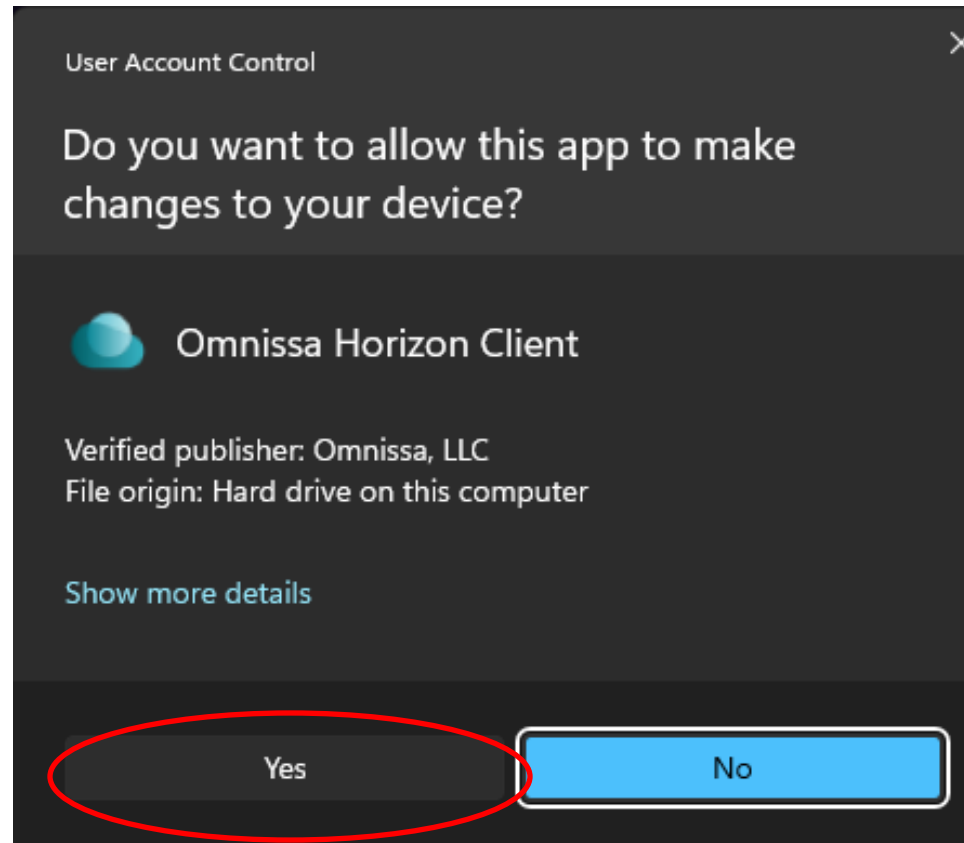 User Account Control
Do you want to allow this app to make
changes to your device?
Omnissa Horizon Client
Verified publisher: Omnissa, LLC
File origin: Hard drive on this computer
Show more details
Yes
No